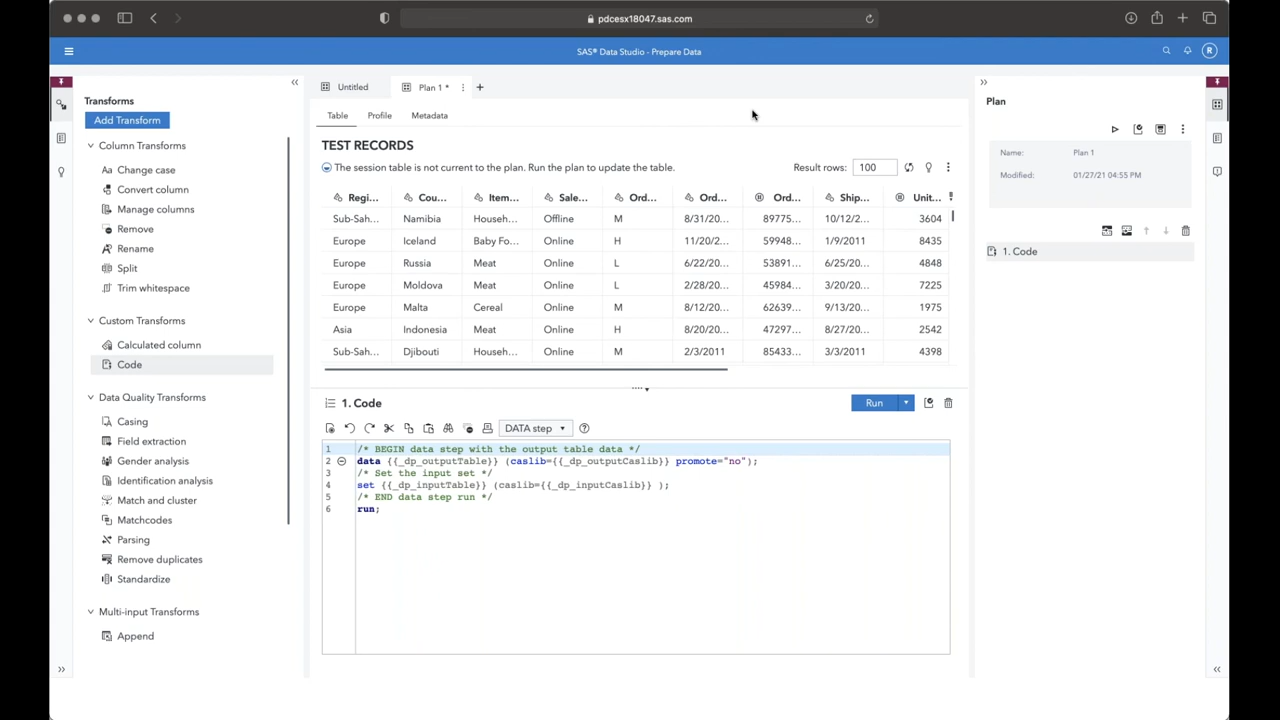 pdcesx18047.sas.com
SAS® Data Studio - Prepare Data
R
Transforms
Add Transform
Column Transforms
Aa Change case
Convert column
Manage columns
Remove
Rename
Split
Trim whitespace
Custom Transforms
Calculated column
Code
Data Quality Transforms
Casing
Field extraction
Gender analysis
Identification analysis
Match and cluster
Matchcodes
Parsing
Remove duplicates
Standardize
Multi-input Transforms
Append
Untitled
Plan 1 *
Table Profile Metadata
TEST RECORDS
The session table is not current to the plan. Run the plan to update the table.
Result rows: 100
Regi... Cou... Item... Sale... Ord... Ord... Ord... Ship... Unit...
Sub-Sah... Namibia Househ... Offline M 8/31/20... 89775... 10/12/2... 3604
Europe Iceland Baby Fo... Online H 11/20/2... 59948... 1/9/2011 8435
Europe Russia Meat Online L 6/22/20... 53891... 6/25/20... 4848
Europe Moldova Meat Online L 2/28/20... 45984... 3/20/20... 7225
Europe Malta Cereal Online M 8/12/20... 62639... 9/13/20... 1975
Asia Indonesia Meat Online H 8/20/20... 47297... 8/27/20... 2542
Sub-Sah... Djibouti Househ... Online M 2/3/2011 85433... 3/3/2011 4398
1. Code
Run
DATA step
1 /* BEGIN data step with the output table data */
2 data {{_dp_outputTable}} (caslib={{_dp_outputCaslib}} promote="no");
3 /* Set the input set */
4 set {{_dp_inputTable}} (caslib={{_dp_inputCaslib}} );
5 /* END data step run */
6 run;
Plan
Name: Plan 1
Modified: 01/27/21 04:55 PM
1. Code